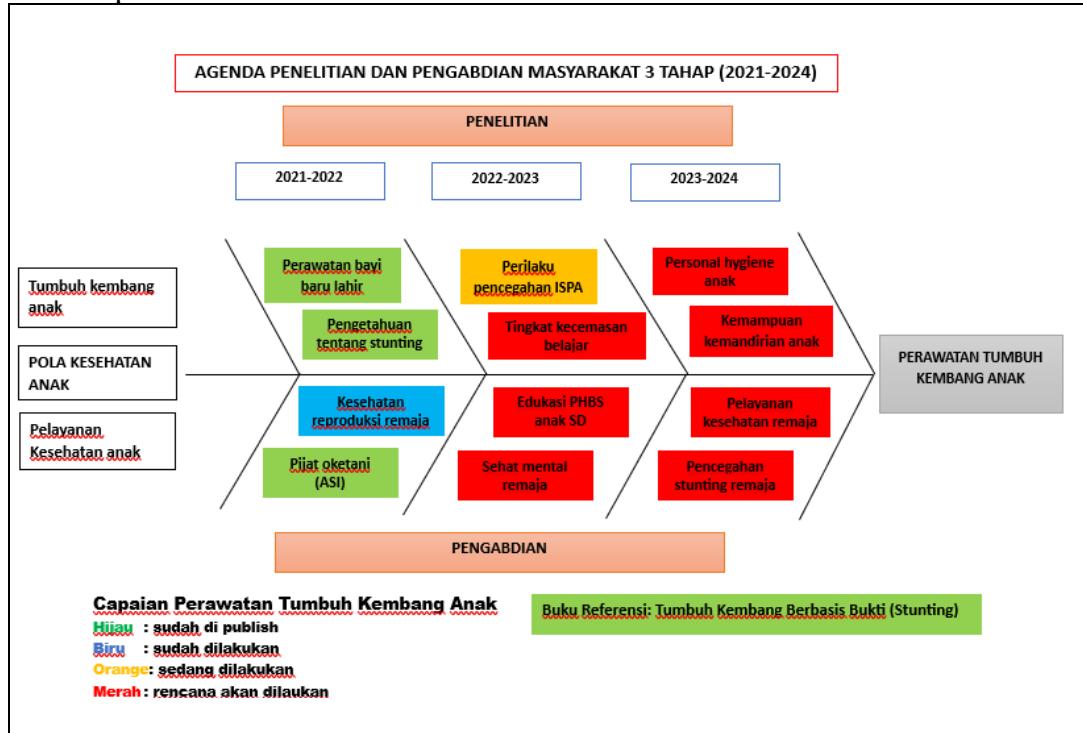 AGENDA PENELITIAN DAN PENGABDIAN MASYARAKAT 3 TAHAP (2021-2024)
PENELITIAN
2021-2022
2022-2023
2023-2024
Tumbuh kembang
anak
Perawatan bayi
baru lahir
Pengetahuan
tentang stunting
Perilaku
pencegahan ISPA
Tingkat kecemasan
belajar
Personal hygiene
anak
Kemampuan
kemandirian anak
POLA KESEHATAN
ANAK
PERAWATAN TUMBUH
KEMBANG ANAK
Pelayanan
Kesehatan anak
Kesehatan
reproduksi remaja
Pijat oketani
(ASI)
Edukasi PHBS
anak SD
Sehat mental
remaja
Pelayanan
kesehatan remaja
Pencegahan
stunting remaja
PENGABDIAN
Capaian Perawatan Tumbuh Kembang Anak
Hijau : sudah di publish
Biru : sudah dilakukan
Orange: sedang dilakukan
Merah : rencana akan dilaukan
Buku Referensi: Tumbuh Kembang Berbasis Bukti (Stunting)